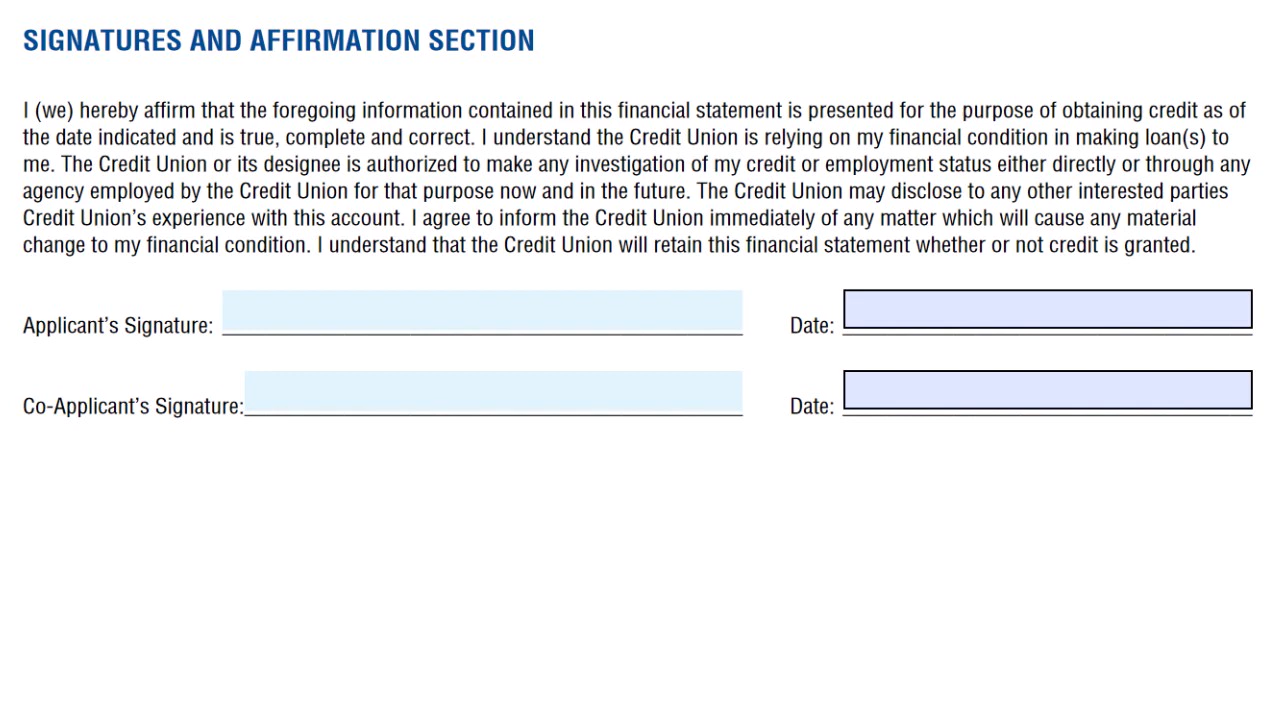 SIGNATURES AND AFFIRMATION SECTION
I (we) hereby affirm that the foregoing information contained in this financial statement is presented for the purpose of obtaining credit as of
the date indicated and is true, complete and correct. I understand the Credit Union is relying on my financial condition in making loan(s) to
me. The Credit Union or its designee is authorized to make any investigation of my credit or employment status either directly or through any
agency employed by the Credit Union for that purpose now and in the future. The Credit Union may disclose to any other interested parties
Credit Union’s experience with this account. I agree to inform the Credit Union immediately of any matter which will cause any material
change to my financial condition. I understand that the Credit Union will retain this financial statement whether or not credit is granted.
Applicant’s Signature: Date:
Co-Applicant’s Signature: Date: